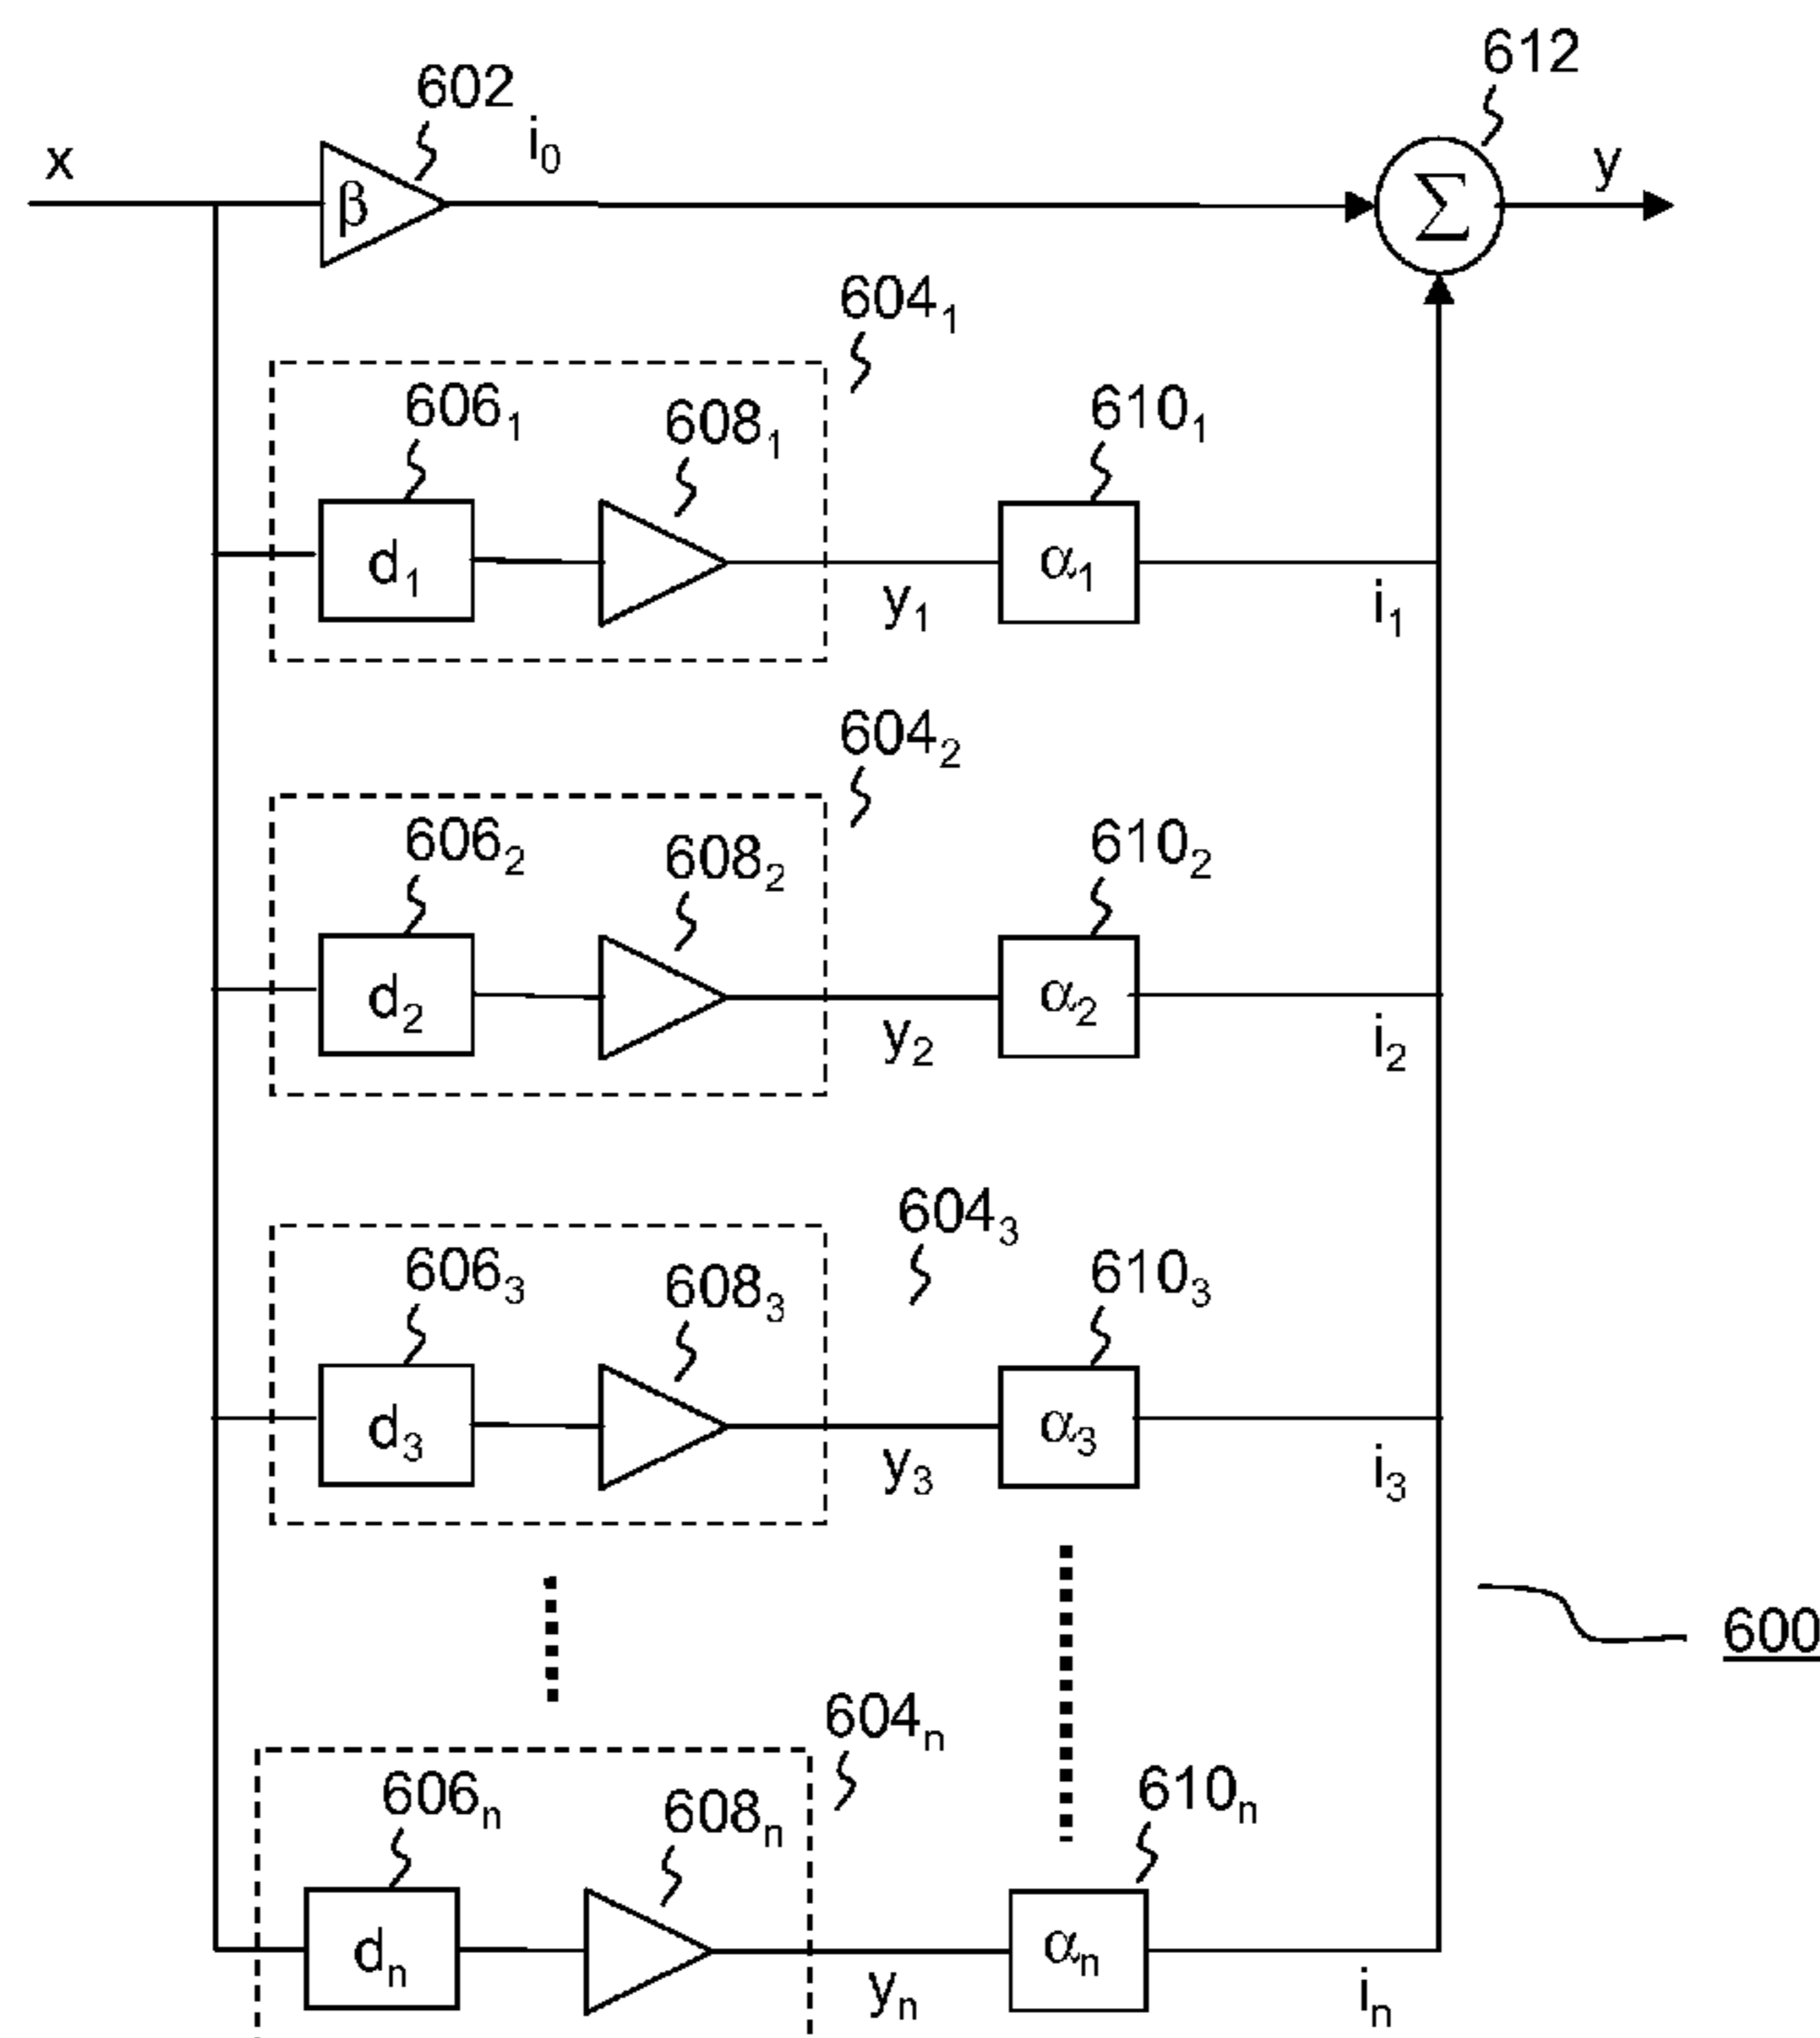 612
602
i₀
x
y
β
Σ
604₁
606₁
608₁
610₁
d₁
α₁
y₁
i₁
604₂
606₂
608₂
610₂
d₂
α₂
y₂
i₂
604₃
606₃
608₃
610₃
d₃
α₃
y₃
i₃
600
604ₙ
606ₙ
608ₙ
610ₙ
dₙ
αₙ
yₙ
iₙ